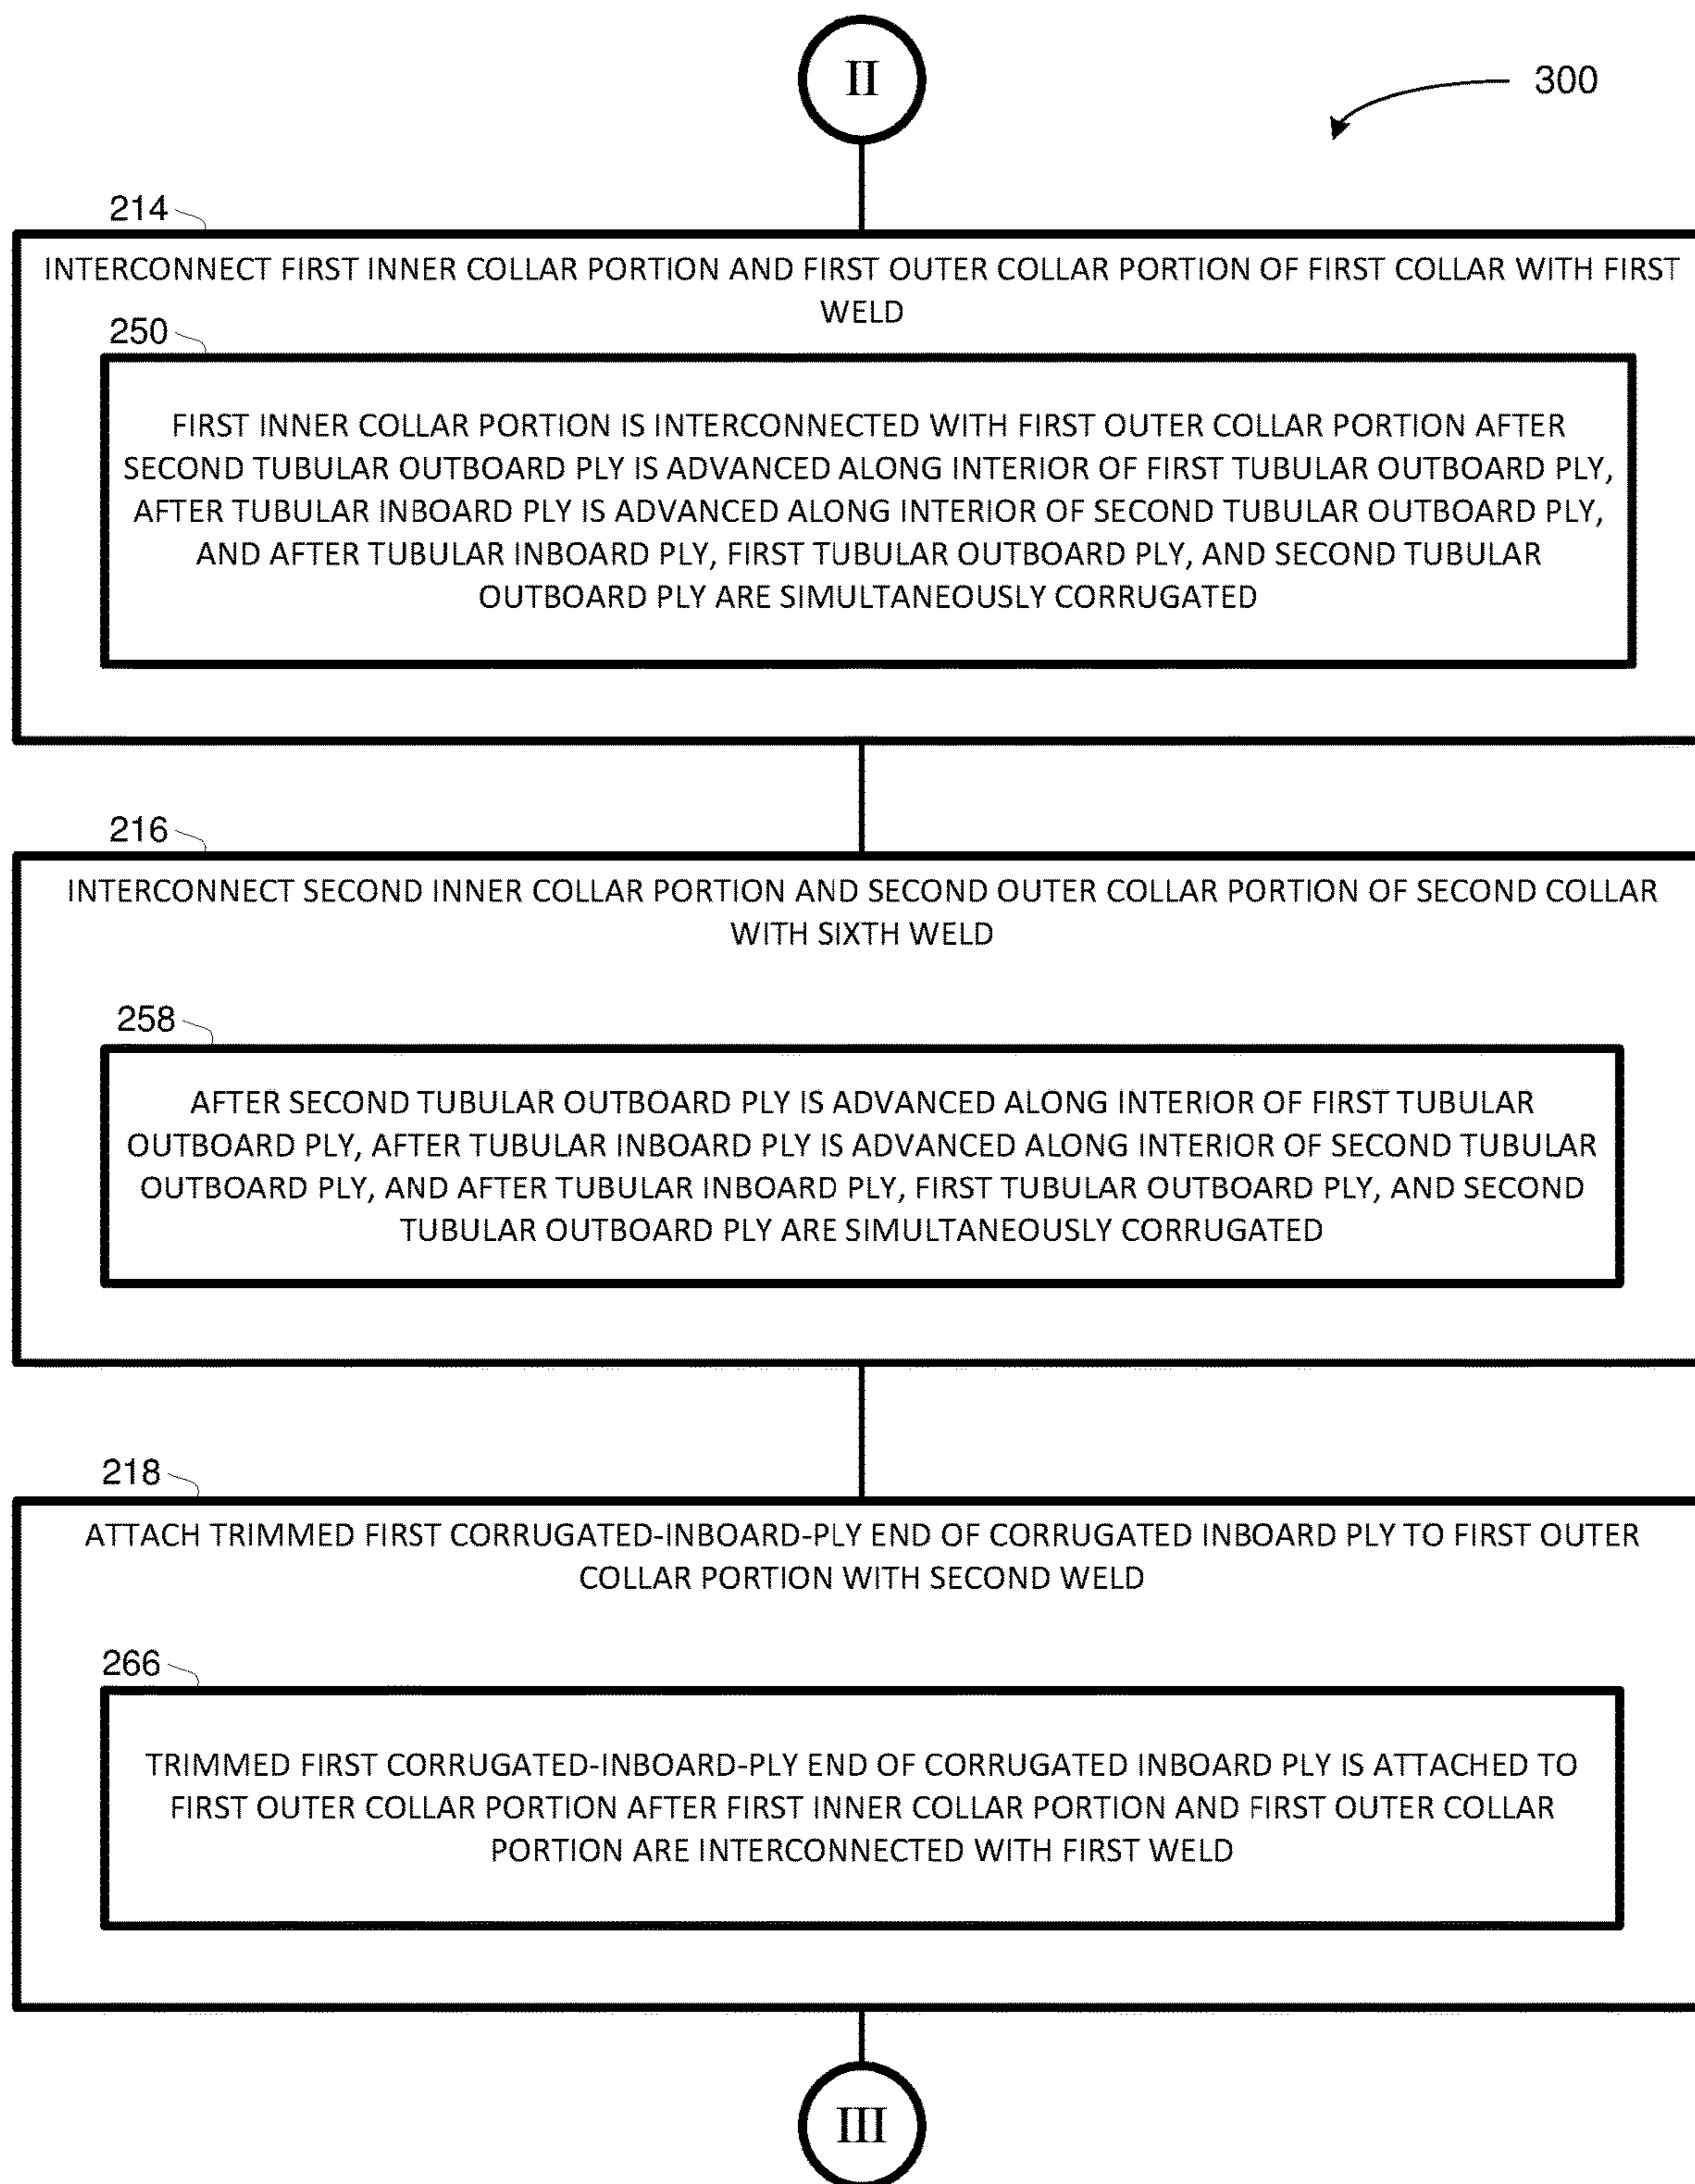 II
300
214
INTERCONNECT FIRST INNER COLLAR PORTION AND FIRST OUTER COLLAR PORTION OF FIRST COLLAR WITH FIRST
WELD
250
FIRST INNER COLLAR PORTION IS INTERCONNECTED WITH FIRST OUTER COLLAR PORTION AFTER
SECOND TUBULAR OUTBOARD PLY IS ADVANCED ALONG INTERIOR OF FIRST TUBULAR OUTBOARD PLY,
AFTER TUBULAR INBOARD PLY IS ADVANCED ALONG INTERIOR OF SECOND TUBULAR OUTBOARD PLY,
AND AFTER TUBULAR INBOARD PLY, FIRST TUBULAR OUTBOARD PLY, AND SECOND TUBULAR
OUTBOARD PLY ARE SIMULTANEOUSLY CORRUGATED
216
INTERCONNECT SECOND INNER COLLAR PORTION AND SECOND OUTER COLLAR PORTION OF SECOND COLLAR
WITH SIXTH WELD
258
AFTER SECOND TUBULAR OUTBOARD PLY IS ADVANCED ALONG INTERIOR OF FIRST TUBULAR
OUTBOARD PLY, AFTER TUBULAR INBOARD PLY IS ADVANCED ALONG INTERIOR OF SECOND TUBULAR
OUTBOARD PLY, AND AFTER TUBULAR INBOARD PLY, FIRST TUBULAR OUTBOARD PLY, AND SECOND
TUBULAR OUTBOARD PLY ARE SIMULTANEOUSLY CORRUGATED
218
ATTACH TRIMMED FIRST CORRUGATED-INBOARD-PLY END OF CORRUGATED INBOARD PLY TO FIRST OUTER
COLLAR PORTION WITH SECOND WELD
266
TRIMMED FIRST CORRUGATED-INBOARD-PLY END OF CORRUGATED INBOARD PLY IS ATTACHED TO
FIRST OUTER COLLAR PORTION AFTER FIRST INNER COLLAR PORTION AND FIRST OUTER COLLAR
PORTION ARE INTERCONNECTED WITH FIRST WELD
III